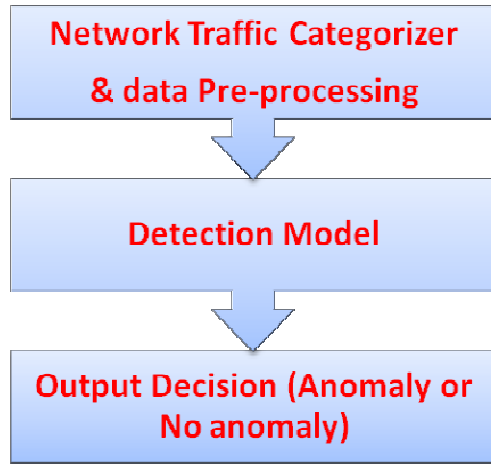 Network Traffic Categorizer
& data Pre-processing
Detection Model
Output Decision (Anomaly or
No anomaly)